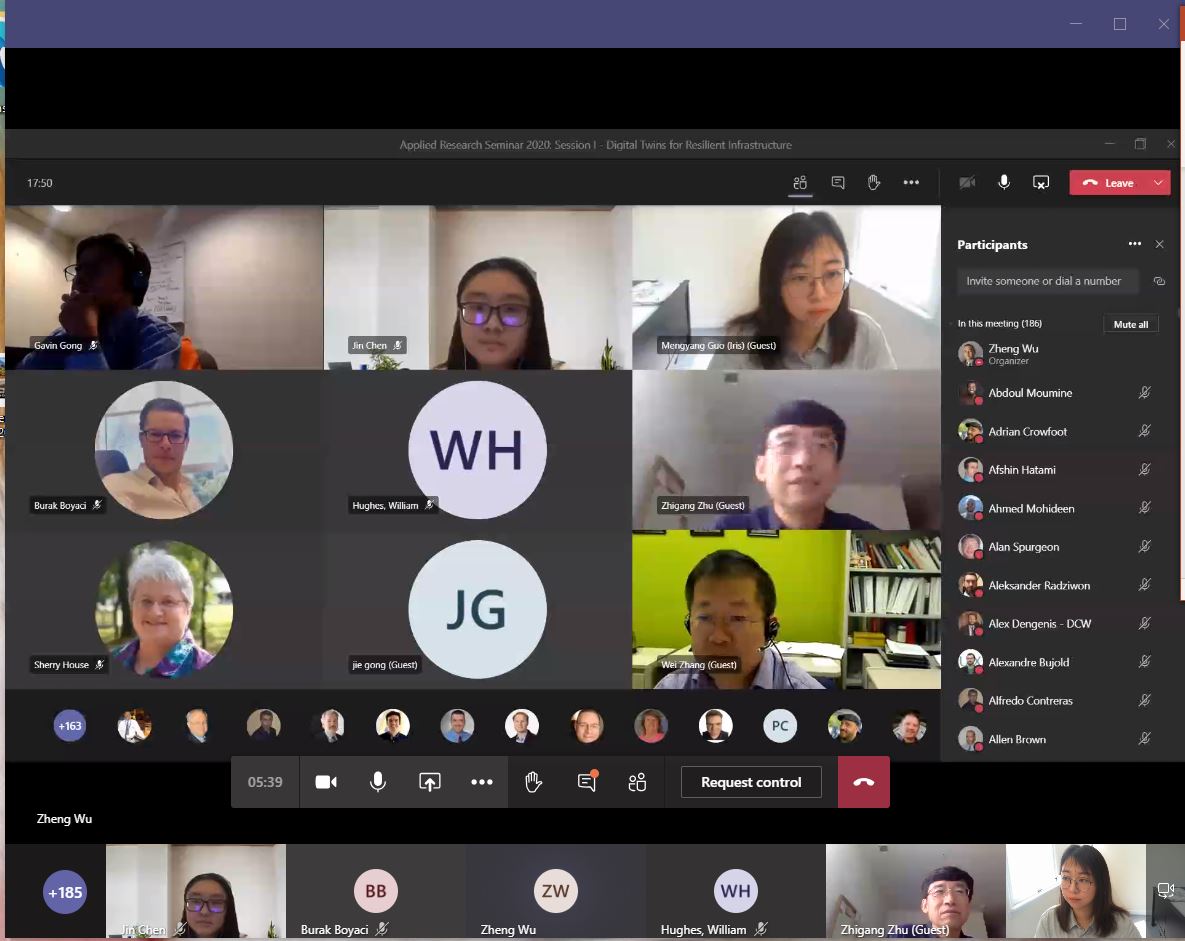 Applied Research Seminar 2020: Session I - Digital Twins for Resilient Infrastructure
17:50
Leave
Gavin Gong
Jin Chen
Mengyang Guo (Iris) (Guest)
Burak Boyaci
WH
Hughes, William
Zhigang Zhu (Guest)
Sherry House
JG
jie gong (Guest)
Wei Zhang (Guest)
+163
PC
Participants
Invite someone or dial a number
In this meeting (186)
Mute all
Zheng Wu
Organizer
Abdoul Moumine
Adrian Crowfoot
Afshin Hatami
Ahmed Mohideen
Alan Spurgeon
Aleksander Radziwon
Alex Dengenis - DCW
Alexandre Bujold
Alfredo Contreras
Allen Brown
05:39
Request control
Zheng Wu
+185
Jin Chen
BB
Burak Boyaci
ZW
Zheng Wu
WH
Hughes, William
Zhigang Zhu (Guest)